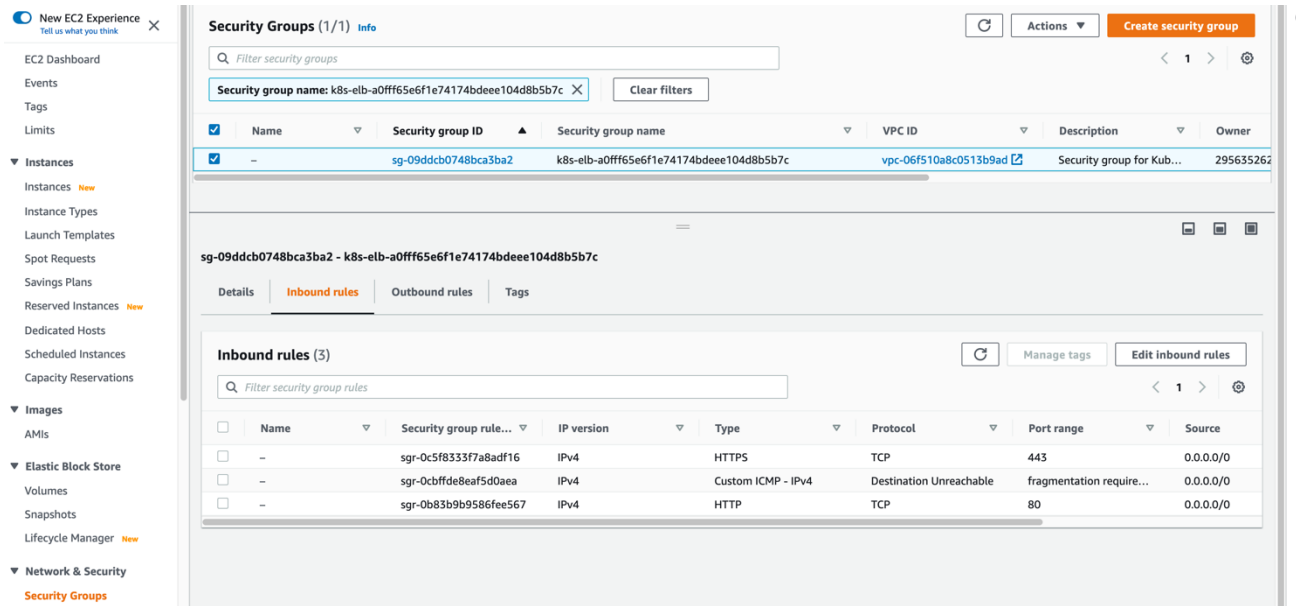 New EC2 Experience
Tell us what you think
EC2 Dashboard
Events
Tags
Limits
Instances
Instances New
Instance Types
Launch Templates
Spot Requests
Savings Plans
Reserved Instances New
Dedicated Hosts
Scheduled Instances
Capacity Reservations
Images
AMIs
Elastic Block Store
Volumes
Snapshots
Lifecycle Manager New
Network & Security
Security Groups
Security Groups (1/1) Info
Actions
Create security group
Filter security groups
1
Security group name: k8s-elb-a0fff65e6f1e74174bdeee104d8b5b7c
Clear filters
Name Security group ID Security group name VPC ID Description Owner
– sg-09ddcb0748bca3ba2 k8s-elb-a0fff65e6f1e74174bdeee104d8b5b7c vpc-06f510a8c0513b9ad Security group for Kub... 295635262
sg-09ddcb0748bca3ba2 - k8s-elb-a0fff65e6f1e74174bdeee104d8b5b7c
Details Inbound rules Outbound rules Tags
Inbound rules (3)
Manage tags
Edit inbound rules
Filter security group rules
1
Name Security group rule... IP version Type Protocol Port range Source
– sgr-0c5f8333f7a8adf16 IPv4 HTTPS TCP 443 0.0.0.0/0
– sgr-0cbffde8eaf5d0aea IPv4 Custom ICMP - IPv4 Destination Unreachable fragmentation require... 0.0.0.0/0
– sgr-0b83b9b9586fee567 IPv4 HTTP TCP 80 0.0.0.0/0